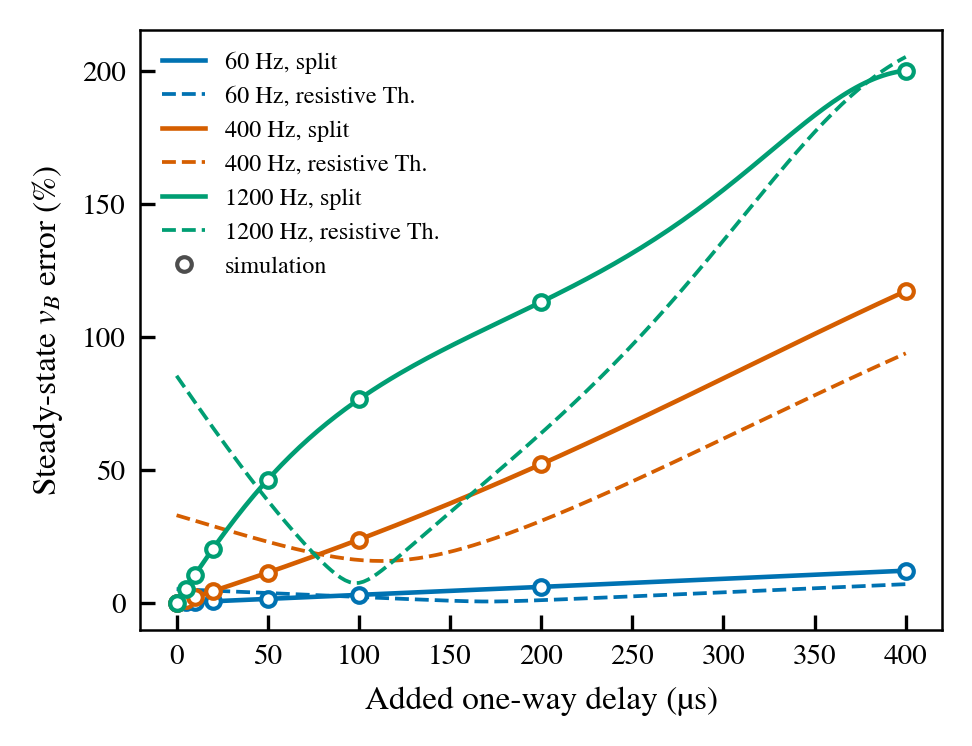 60 Hz, split
60 Hz, resistive Th.
400 Hz, split
400 Hz, resistive Th.
1200 Hz, split
1200 Hz, resistive Th.
simulation
Steady-state v_B error (%)
200
150
100
50
0
0 50 100 150 200 250 300 350 400
Added one-way delay (μs)